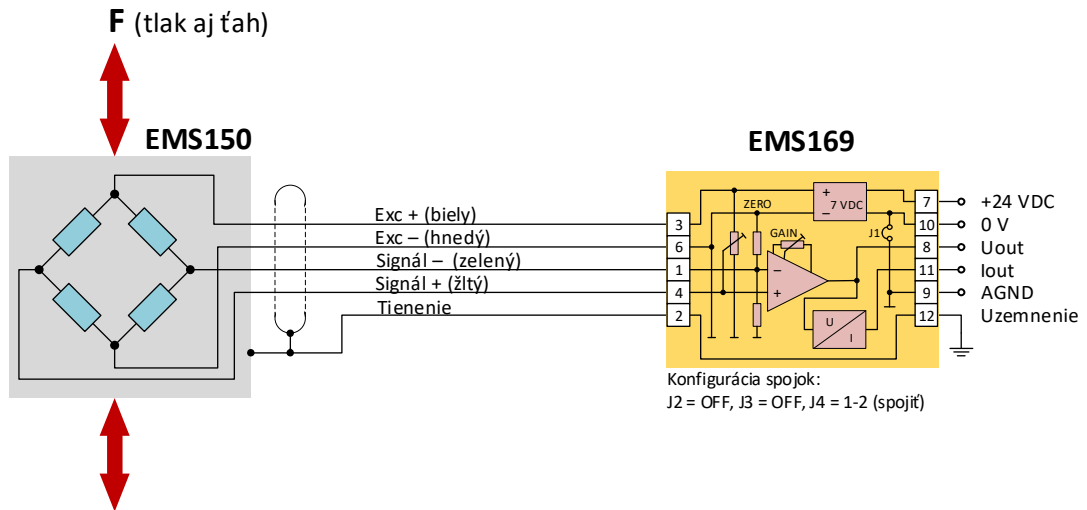 F (tlak aj ťah)
EMS150
EMS169
Exc + (biely)
Exc – (hnedý)
Signál – (zelený)
Signál + (žltý)
Tienenie
3
6
1
4
2
ZERO
GAIN
+
–
7 VDC
J1
–
+
U
I
7
10
8
11
9
12
+24 VDC
0 V
Uout
Iout
AGND
Uzemnenie
Konfigurácia spojok:
J2 = OFF, J3 = OFF, J4 = 1-2 (spojiť)